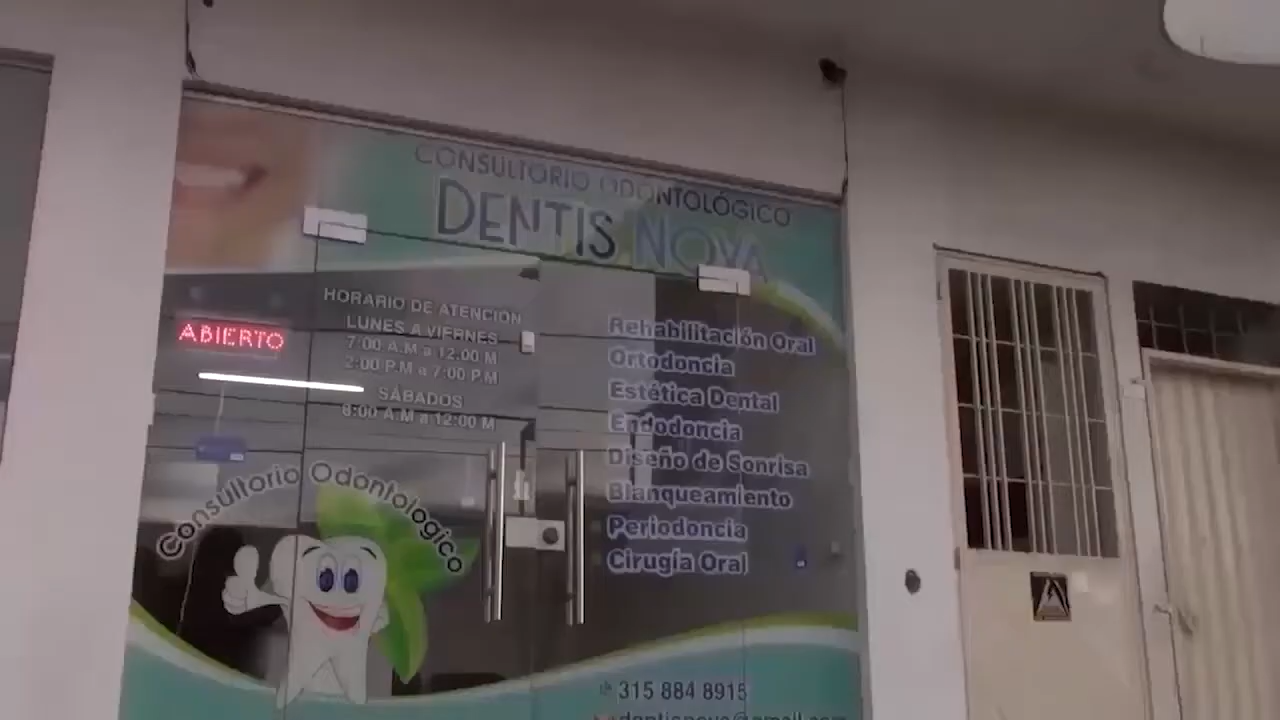 CONSULTORIO ODONTOLÓGICO
DENTIS NOVA
HORARIO DE ATENCIÓN
LUNES A VIERNES
7:00 A.M a 12.00 M
2:00 P.M a 7:00 P.M
SÁBADOS
8:00 A.M a 12:00 M
ABIERTO
Rehabilitación Oral
Ortodoncia
Estética Dental
Endodoncia
Diseño de Sonrisa
Blanqueamiento
Periodoncia
Cirugía Oral
Consultorio Odontologico
315 884 8915